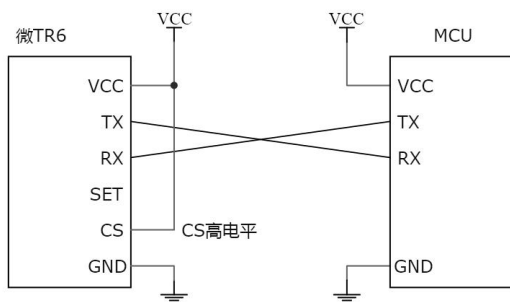 VCC
VCC
微TR6
MCU
VCC
VCC
TX
TX
RX
RX
SET
CS
CS高电平
GND
GND